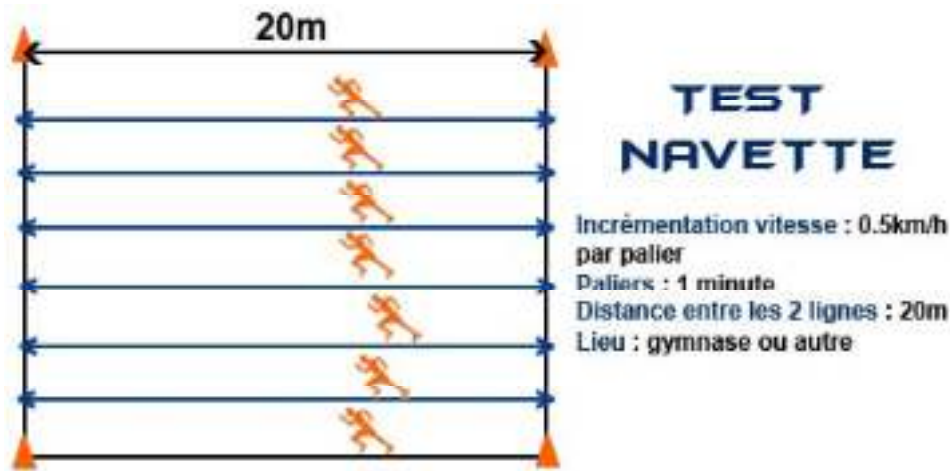 20m
TEST
NAVETTE
Incrémentation vitesse : 0.5km/h
par palier
Paliers : 1 minute
Distance entre les 2 lignes : 20m
Lieu : gymnase ou autre